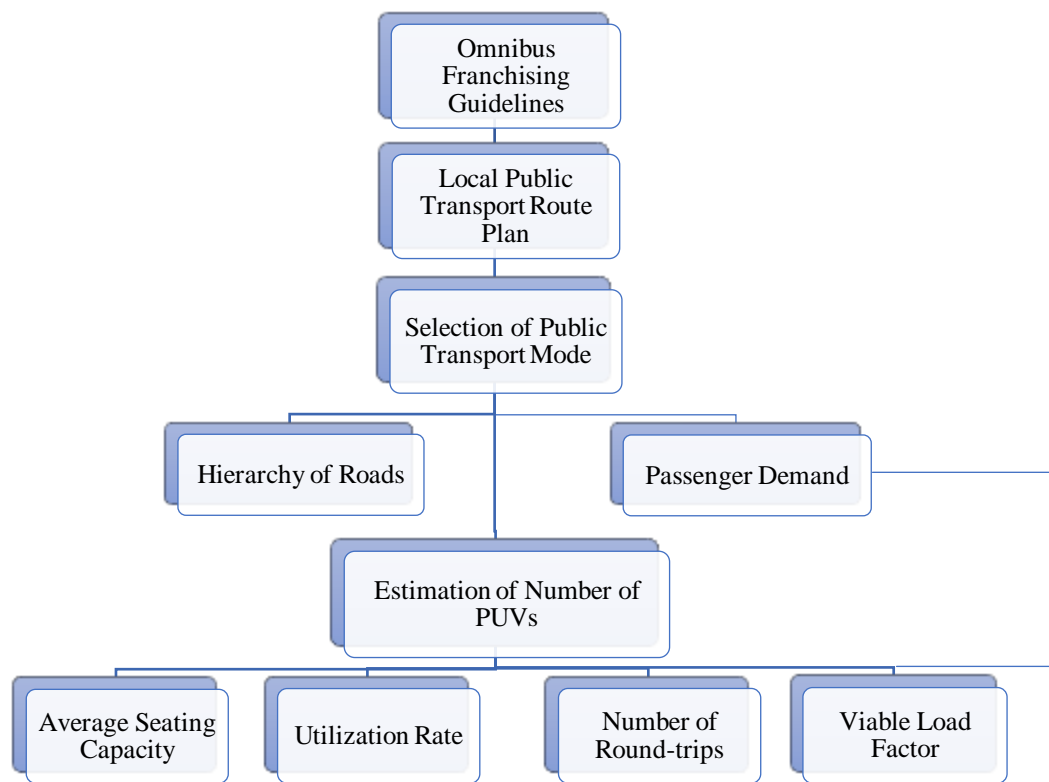 Omnibus
Franchising
Guidelines
Local Public
Transport Route
Plan
Selection of Public
Transport Mode
Hierarchy of Roads
Passenger Demand
Estimation of Number of
PUVs
Average Seating
Capacity
Utilization Rate
Number of
Round-trips
Viable Load
Factor